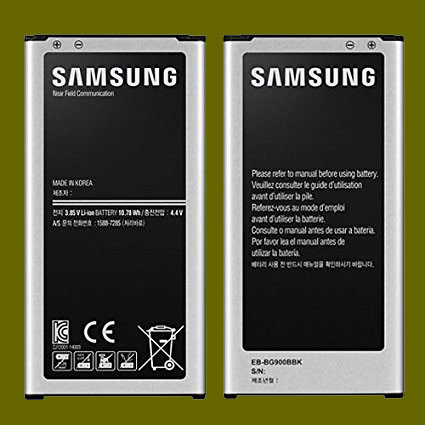 SAMSUNG
Near Field Communication
MADE IN KOREA
제조자 :
전지 3.85 V Li-ion BATTERY 10.78 Wh / 충전전압 : 4.4 V
A/S 문의 전화번호 : 1588-7285 (처리처)
CE
SAMSUNG
Please refer to manual before using battery.
Veuillez consulter le guide d'utilisation
avant d'utiliser la pile.
Referez-vous au mode d'emploi
avant d'utiliser la batterie.
Consulte o manual antes de usar a bateria.
Por favor lea el manual antes
de utilizar la batería.
배터리 사용 전 반드시 매뉴얼을 읽으십시오.
EB-BG900BBK
S/N:
제조년월 :